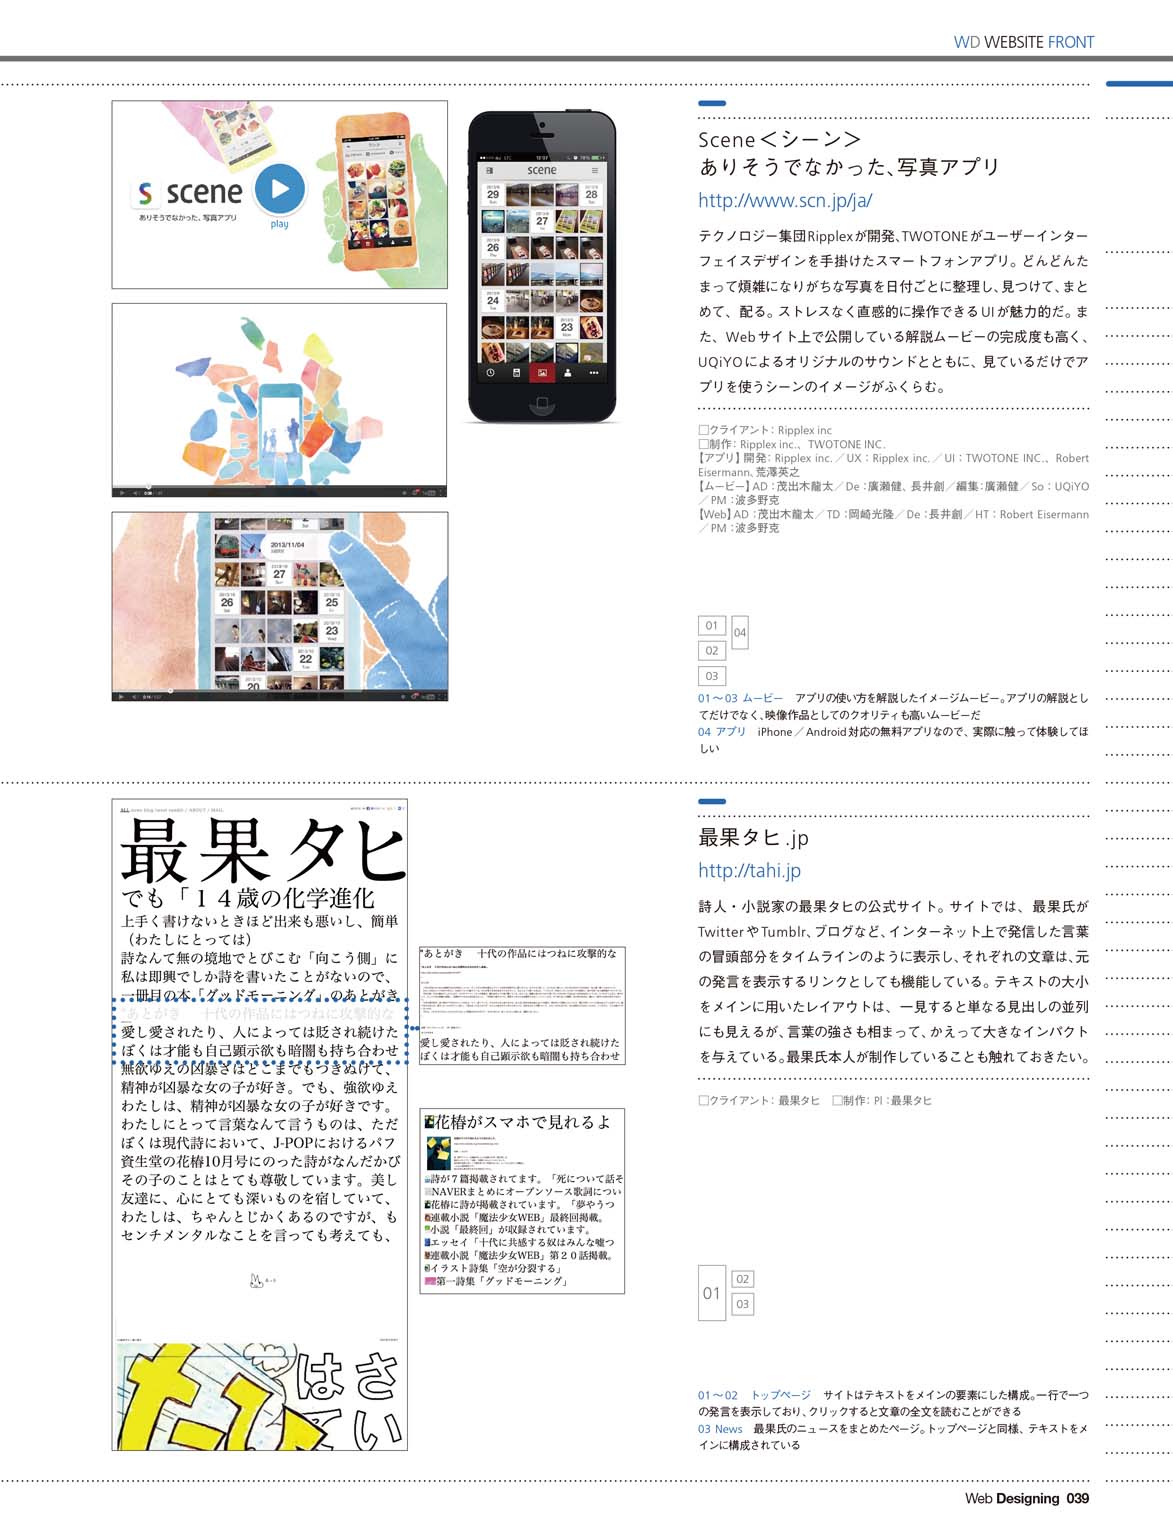 WD WEBSITE FRONT
scene
ありそうでなかった、写真アプリ
play
scene
2013/11/04
Scene＜シーン＞
ありそうでなかった、写真アプリ
http://www.scn.jp/ja/
テクノロジー集団Ripplexが開発、TWOTONEがユーザーインター
フェイスデザインを手掛けたスマートフォンアプリ。どんどんた
まって煩雑になりがちな写真を日付ごとに整理し、見つけて、まと
めて、配る。ストレスなく直感的に操作できるUIが魅力的だ。ま
た、Webサイト上で公開している解説ムービーの完成度も高く、
UQiYOによるオリジナルのサウンドとともに、見ているだけでア
プリを使うシーンのイメージがふくらむ。
□クライアント：Ripplex inc
□制作：Ripplex inc.、TWOTONE INC.
【アプリ】開発：Ripplex inc.／UX：Ripplex inc.／UI：TWOTONE INC.、Robert
Eisermann、荒澤英之
【ムービー】AD：茂出木龍太／De：廣瀬健、長井創／編集：廣瀬健／So：UQiYO
／PM：波多野克
【Web】AD：茂出木龍太／TD：岡崎光隆／De：長井創／HT：Robert Eisermann
／PM：波多野克
01
04
02
03
01〜03 ムービー　アプリの使い方を解説したイメージムービー。アプリの解説とし
てだけでなく、映像作品としてのクオリティも高いムービーだ
04 アプリ　iPhone／Android対応の無料アプリなので、実際に触って体験してほ
しい
最果タヒ
でも「１４歳の化学進化
上手く書けないときほど出来も悪いし、簡単
（わたしにとっては）
詩なんて無の境地でとびこむ「向こう側」に
私は即興でしか詩を書いたことがないので、
一冊目の本「グッドモーニング」のあとがき
"あとがき　十代の作品にはつねに攻撃的な
愛し愛されたり、人によっては貶され続けた
ぼくは才能も自己顕示欲も暗闇も持ち合わせ
無欲ゆえの凶暴さはどこまでもつきぬけて、
精神が凶暴な女の子が好き。でも、強欲ゆえ
わたしは、精神が凶暴な女の子が好きです。
わたしにとって言葉なんて言うものは、ただ
ぼくは現代詩において、J-POPにおけるパフ
資生堂の花椿10月号にのった詩がなんだかび
その子のことはとても尊敬しています。美し
友達に、心にとても深いものを宿していて、
わたしは、ちゃんとじかくあるのですが、も
センチメンタルなことを言っても考えても、
"あとがき　十代の作品にはつねに攻撃的な
愛し愛されたり、人によっては貶され続けた
ぼくは才能も自己顕示欲も暗闇も持ち合わせ
花椿がスマホで見れるよ
詩が７篇掲載されてます。「死について話そ
NAVERまとめにオープンソース歌詞につい
花椿に詩が掲載されています。「夢やうつ
連載小説「魔法少女WEB」最終回掲載。
小説「最終回」が収録されています。
エッセイ「十代に共感する奴はみんな嘘つ
連載小説「魔法少女WEB」第２０話掲載。
イラスト詩集「空が分裂する」
第一詩集「グッドモーニング」
最果タヒ.jp
http://tahi.jp
詩人・小説家の最果タヒの公式サイト。サイトでは、最果氏が
TwitterやTumblr、ブログなど、インターネット上で発信した言葉
の冒頭部分をタイムラインのように表示し、それぞれの文章は、元
の発言を表示するリンクとしても機能している。テキストの大小
をメインに用いたレイアウトは、一見すると単なる見出しの並列
にも見えるが、言葉の強さも相まって、かえって大きなインパクト
を与えている。最果氏本人が制作していることも触れておきたい。
□クライアント：最果タヒ　□制作：Pl：最果タヒ
01
02
03
01〜02　トップページ　サイトはテキストをメインの要素にした構成。一行で一つ
の発言を表示しており、クリックすると文章の全文を読むことができる
03 News　最果氏のニュースをまとめたページ。トップページと同様、テキストをメ
インに構成されている
Web Designing 039